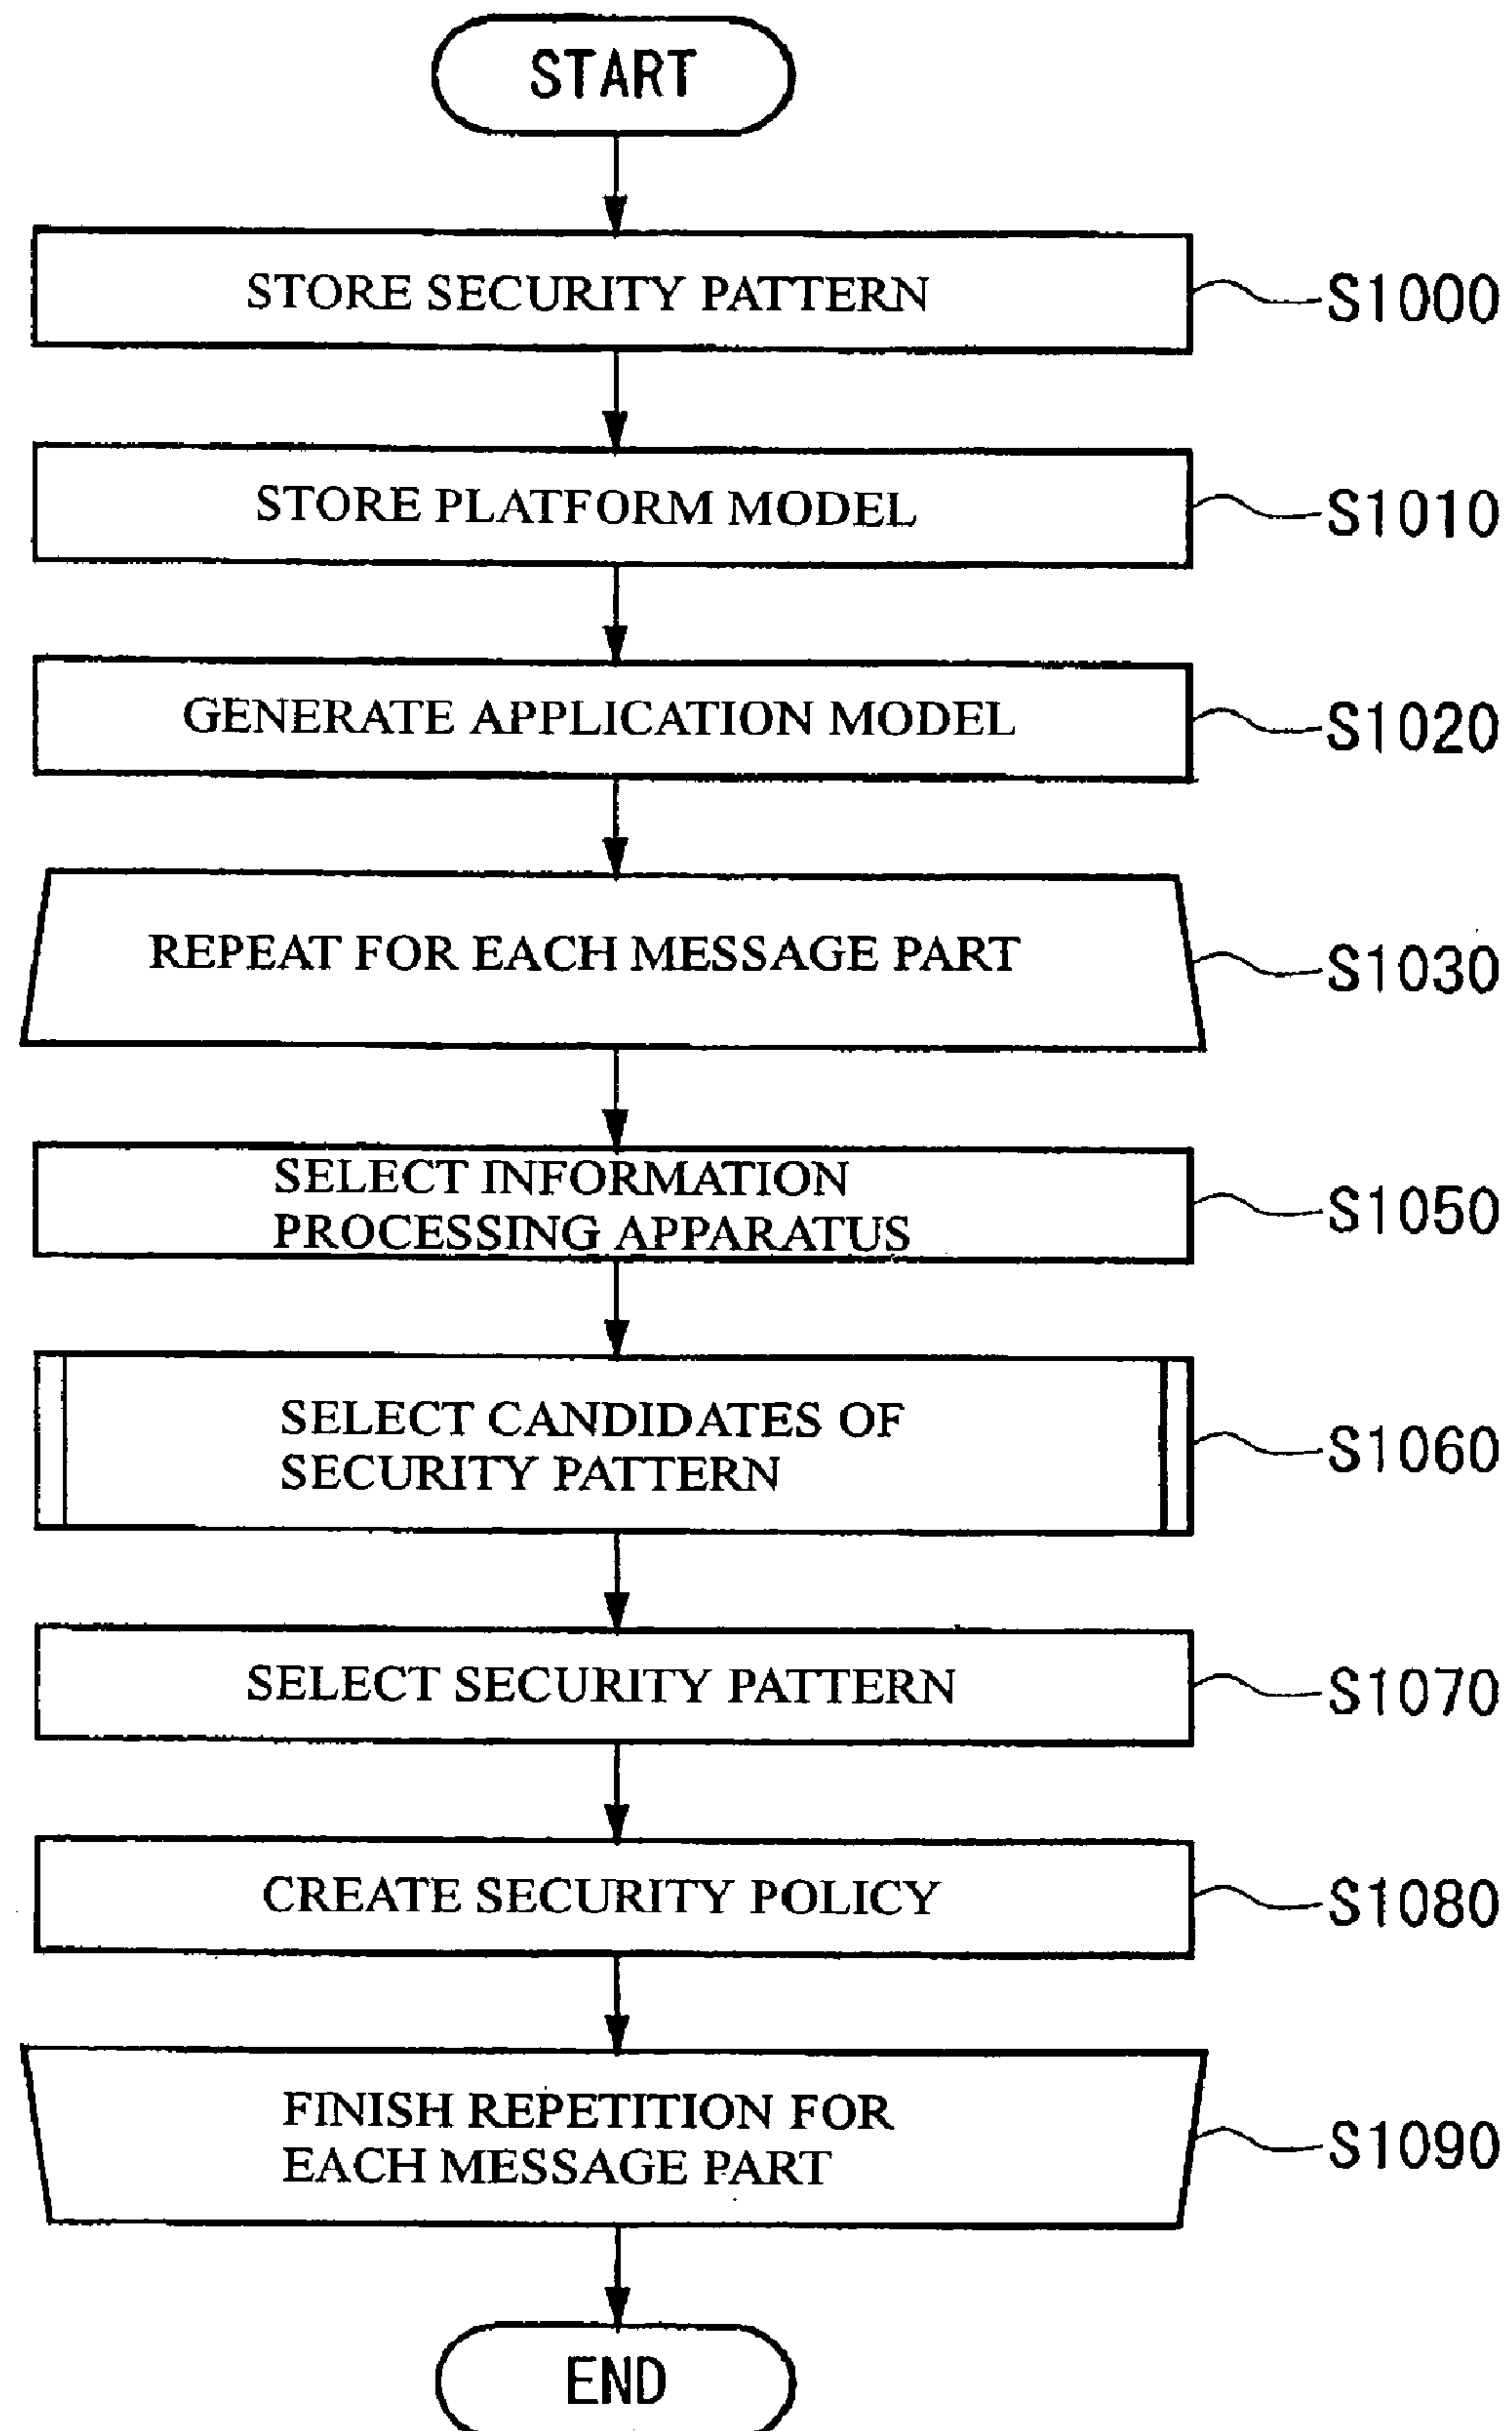 START
STORE SECURITY PATTERN
S1000
STORE PLATFORM MODEL
S1010
GENERATE APPLICATION MODEL
S1020
REPEAT FOR EACH MESSAGE PART
S1030
SELECT INFORMATION
PROCESSING APPARATUS
S1050
SELECT CANDIDATES OF
SECURITY PATTERN
S1060
SELECT SECURITY PATTERN
S1070
CREATE SECURITY POLICY
S1080
FINISH REPETITION FOR
EACH MESSAGE PART
S1090
END